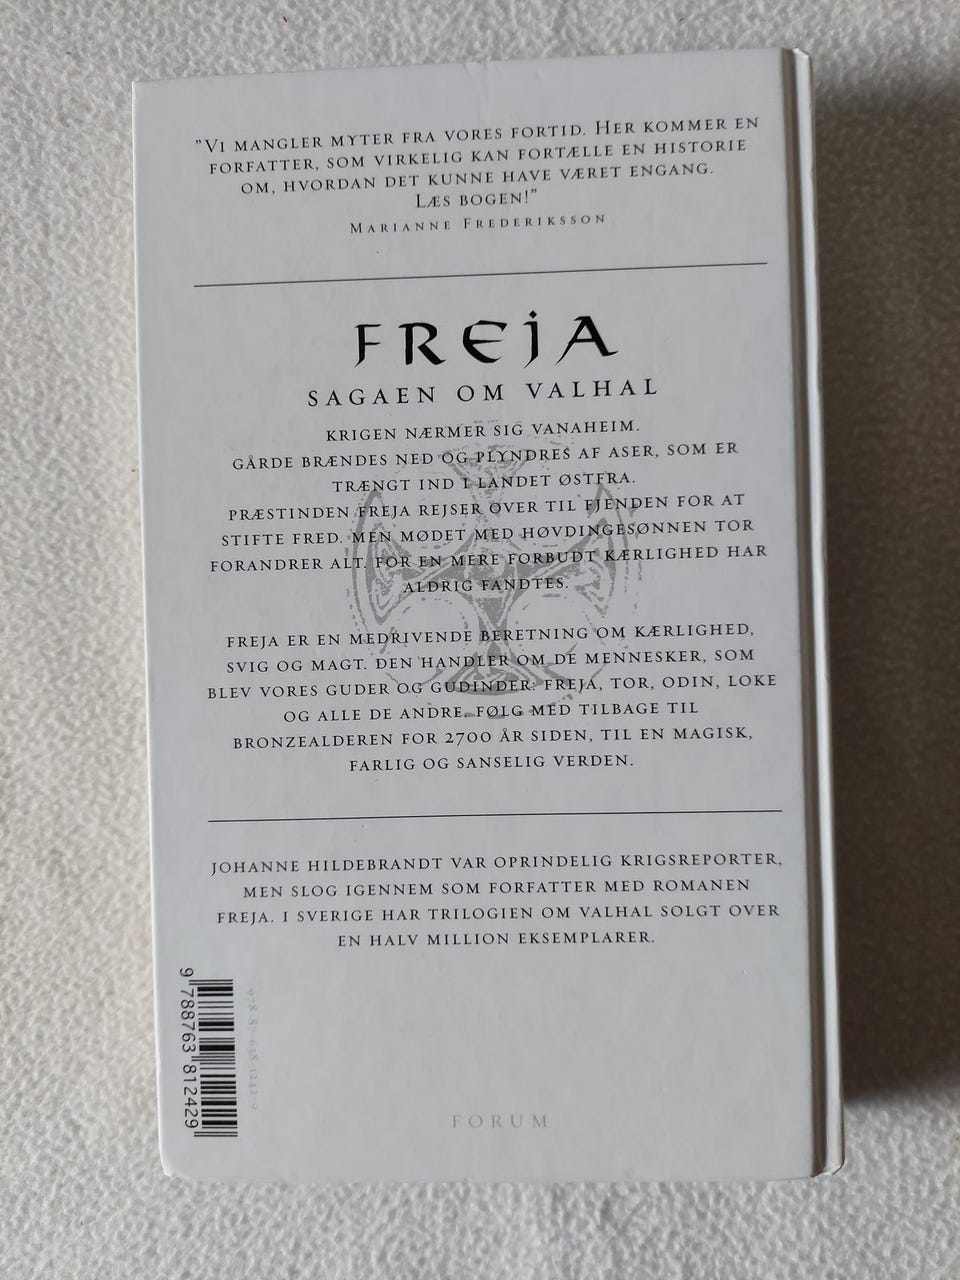 "Vi mangler myter fra vores fortid. Her kommer en
forfatter, som virkelig kan fortælle en historie
om, hvordan det kunne have været engang.
Læs bogen!"
Marianne Frederiksson
FREJA
SAGAEN OM VALHAL
KRIGEN NÆRMER SIG VANAHEIM.
GÅRDE BRÆNDES NED OG PLYNDRES AF ASER, SOM ER
TRÆNGT IND I LANDET ØSTFRA.
PRÆSTINDEN FREJA REJSER OVER TIL FJENDEN FOR AT
STIFTE FRED. MEN MØDET MED HØVDINGESØNNEN TOR
FORANDRER ALT. FOR EN MERE FORBUDT KÆRLIGHED HAR
ALDRIG FANDTES.
FREJA ER EN MEDRIVENDE BERETNING OM KÆRLIGHED,
SVIG OG MAGT. DEN HANDLER OM DE MENNESKER, SOM
BLEV VORES GUDER OG GUDINDER: FREJA, TOR, ODIN, LOKE
OG ALLE DE ANDRE. FØLG MED TILBAGE TIL
BRONZEALDEREN FOR 2700 ÅR SIDEN, TIL EN MAGISK,
FARLIG OG SANSELIG VERDEN.
JOHANNE HILDEBRANDT VAR OPRINDELIG KRIGSREPORTER,
MEN SLOG IGENNEM SOM FORFATTER MED ROMANEN
FREJA. I SVERIGE HAR TRILOGIEN OM VALHAL SOLGT OVER
EN HALV MILLION EKSEMPLARER.
978-87-638-1242-9
9 788763 812429
FORUM